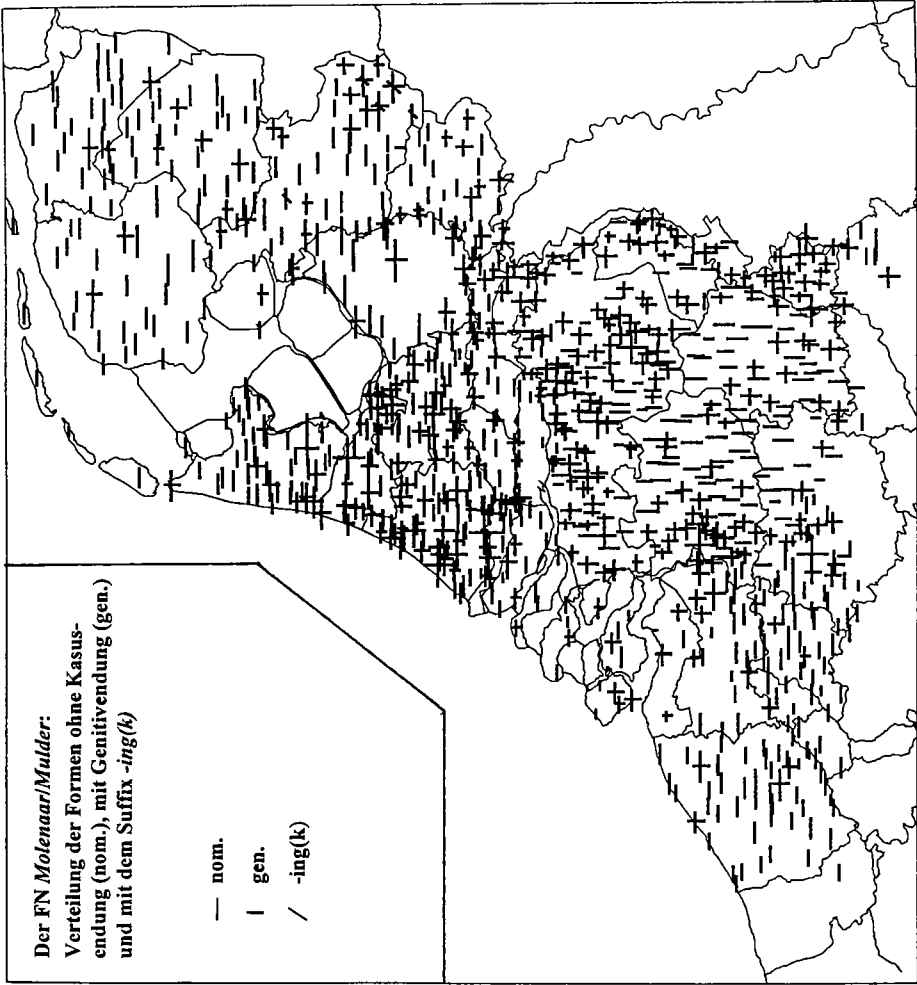 Der FN Molenaar/Mulder:
Verteilung der Formen ohne Kasus-
endung (nom.), mit Genitivendung (gen.)
und mit dem Suffix -ing(k)
— nom.
| gen.
/ -ing(k)